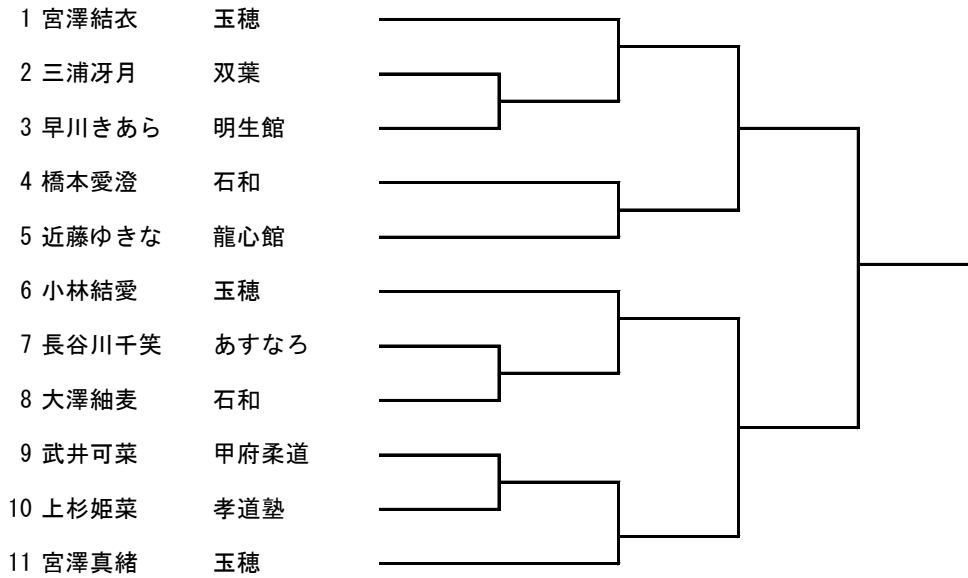 1 宮澤結衣 玉穂
2 三浦冴月 双葉
3 早川きあら 明生館
4 橋本愛澄 石和
5 近藤ゆきな 龍心館
6 小林結愛 玉穂
7 長谷川千笑 あすなろ
8 大澤紬麦 石和
9 武井可菜 甲府柔道
10 上杉姫菜 孝道塾
11 宮澤真緒 玉穂